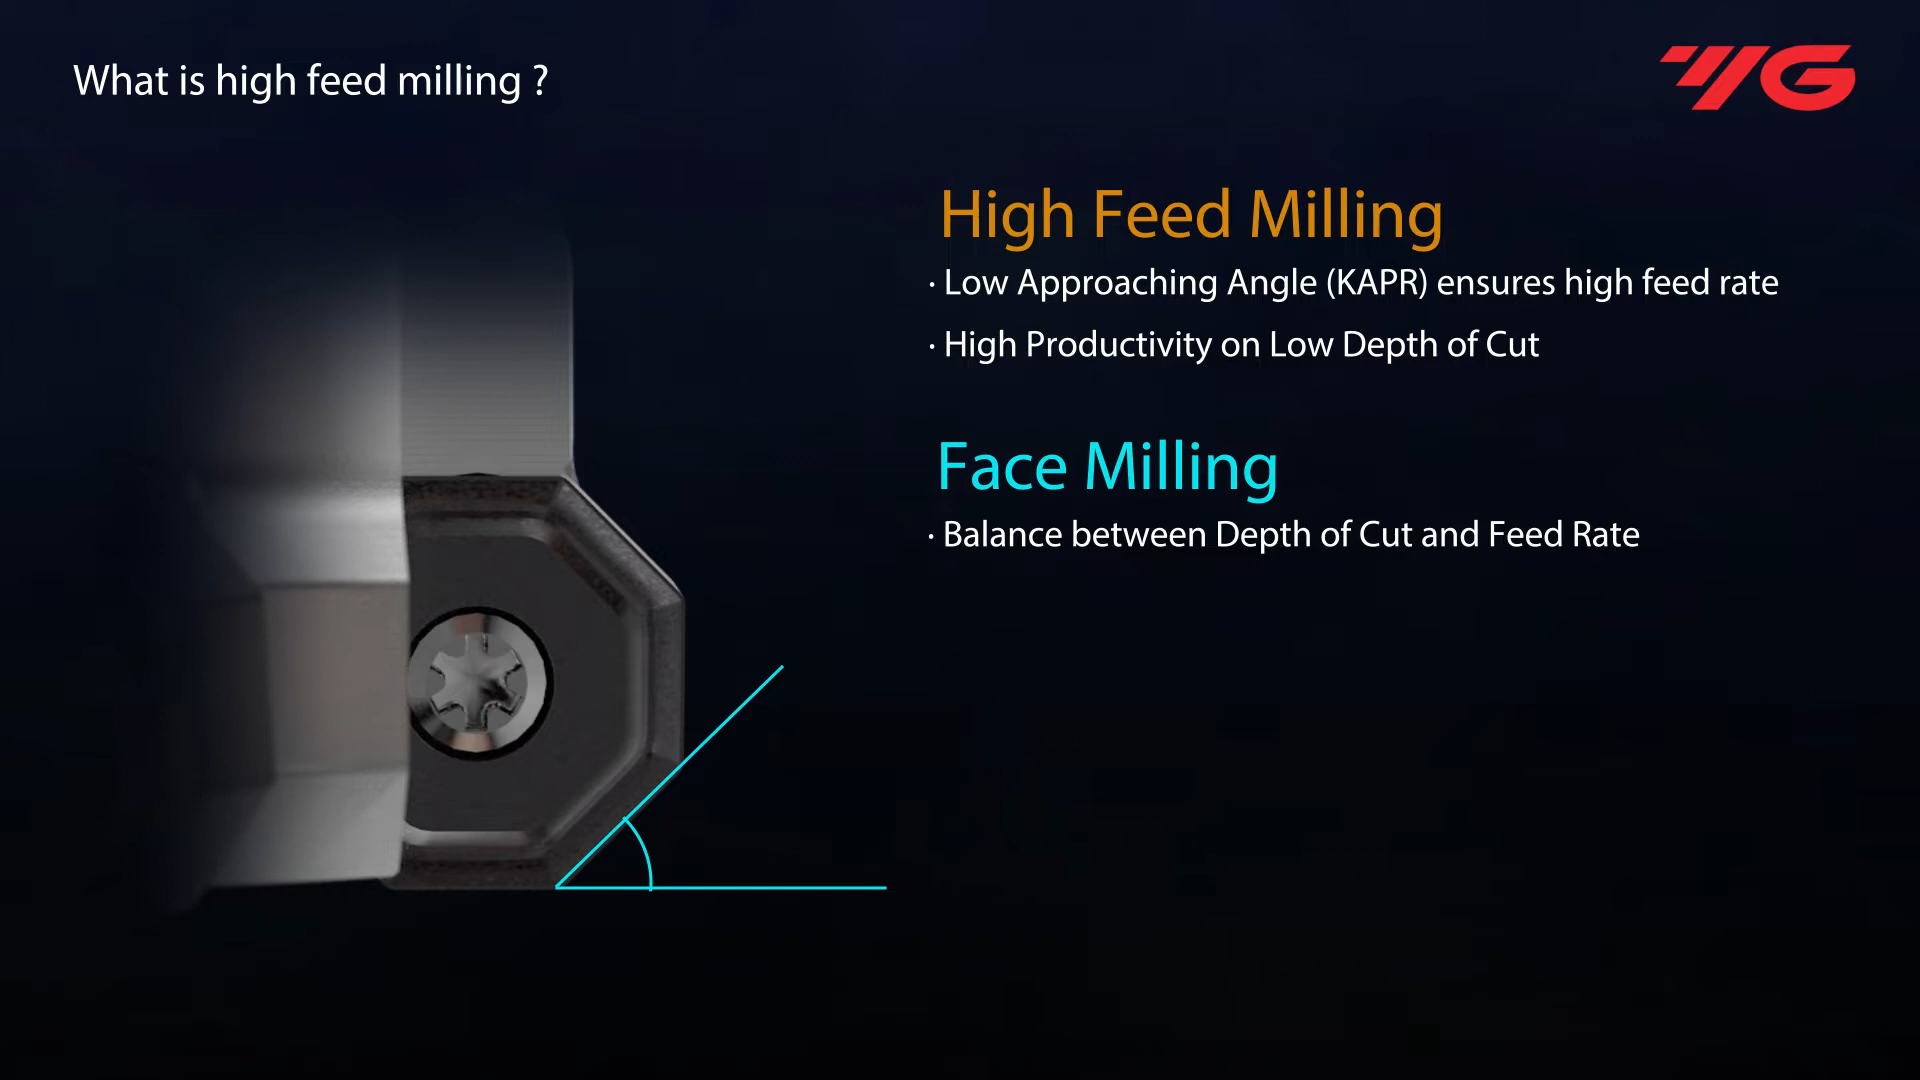 What is high feed milling ?
YG
High Feed Milling
· Low Approaching Angle (KAPR) ensures high feed rate
· High Productivity on Low Depth of Cut
Face Milling
· Balance between Depth of Cut and Feed Rate